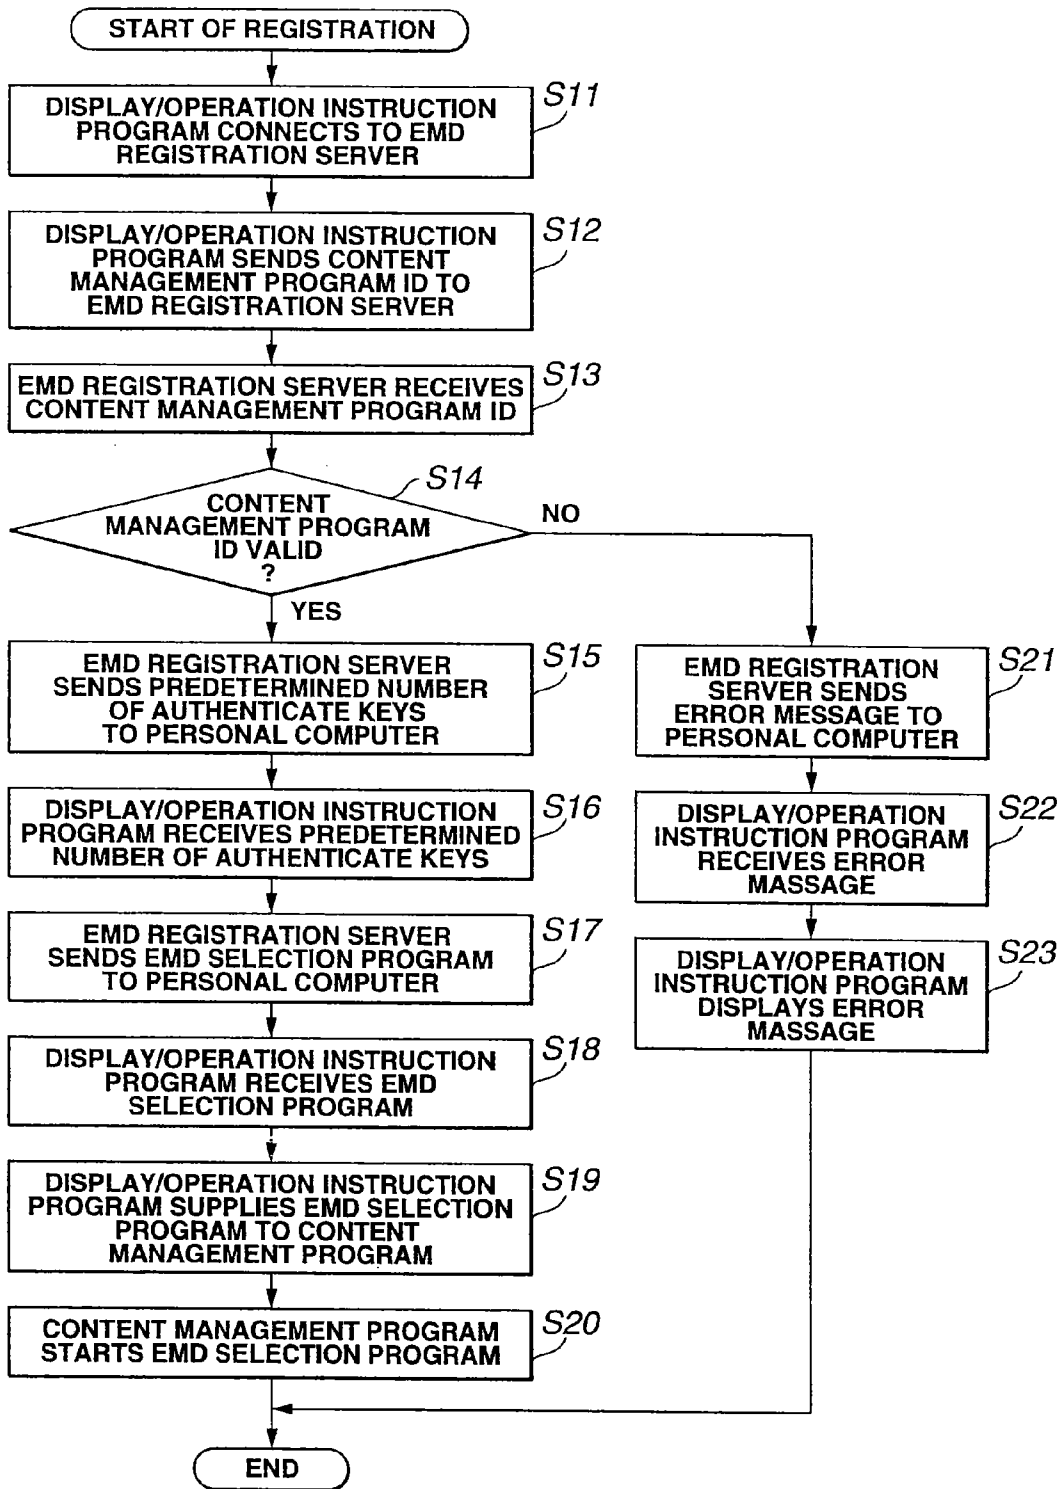 START OF REGISTRATION
S11
DISPLAY/OPERATION INSTRUCTION
PROGRAM CONNECTS TO EMD
REGISTRATION SERVER
S12
DISPLAY/OPERATION INSTRUCTION
PROGRAM SENDS CONTENT
MANAGEMENT PROGRAM ID TO
EMD REGISTRATION SERVER
S13
EMD REGISTRATION SERVER RECEIVES
CONTENT MANAGEMENT PROGRAM ID
S14
CONTENT
MANAGEMENT PROGRAM
ID VALID
?
NO
YES
S15
EMD REGISTRATION SERVER
SENDS PREDETERMINED NUMBER
OF AUTHENTICATE KEYS
TO PERSONAL COMPUTER
S16
DISPLAY/OPERATION INSTRUCTION
PROGRAM RECEIVES PREDETERMINED
NUMBER OF AUTHENTICATE KEYS
S17
EMD REGISTRATION SERVER
SENDS EMD SELECTION PROGRAM
TO PERSONAL COMPUTER
S18
DISPLAY/OPERATION INSTRUCTION
PROGRAM RECEIVES EMD
SELECTION PROGRAM
S19
DISPLAY/OPERATION INSTRUCTION
PROGRAM SUPPLIES EMD SELECTION
PROGRAM TO CONTENT
MANAGEMENT PROGRAM
S20
CONTENT MANAGEMENT PROGRAM
STARTS EMD SELECTION PROGRAM
S21
EMD REGISTRATION
SERVER SENDS
ERROR MESSAGE TO
PERSONAL COMPUTER
S22
DISPLAY/OPERATION
INSTRUCTION PROGRAM
RECEIVES ERROR
MASSAGE
S23
DISPLAY/OPERATION
INSTRUCTION PROGRAM
DISPLAYS ERROR
MASSAGE
END